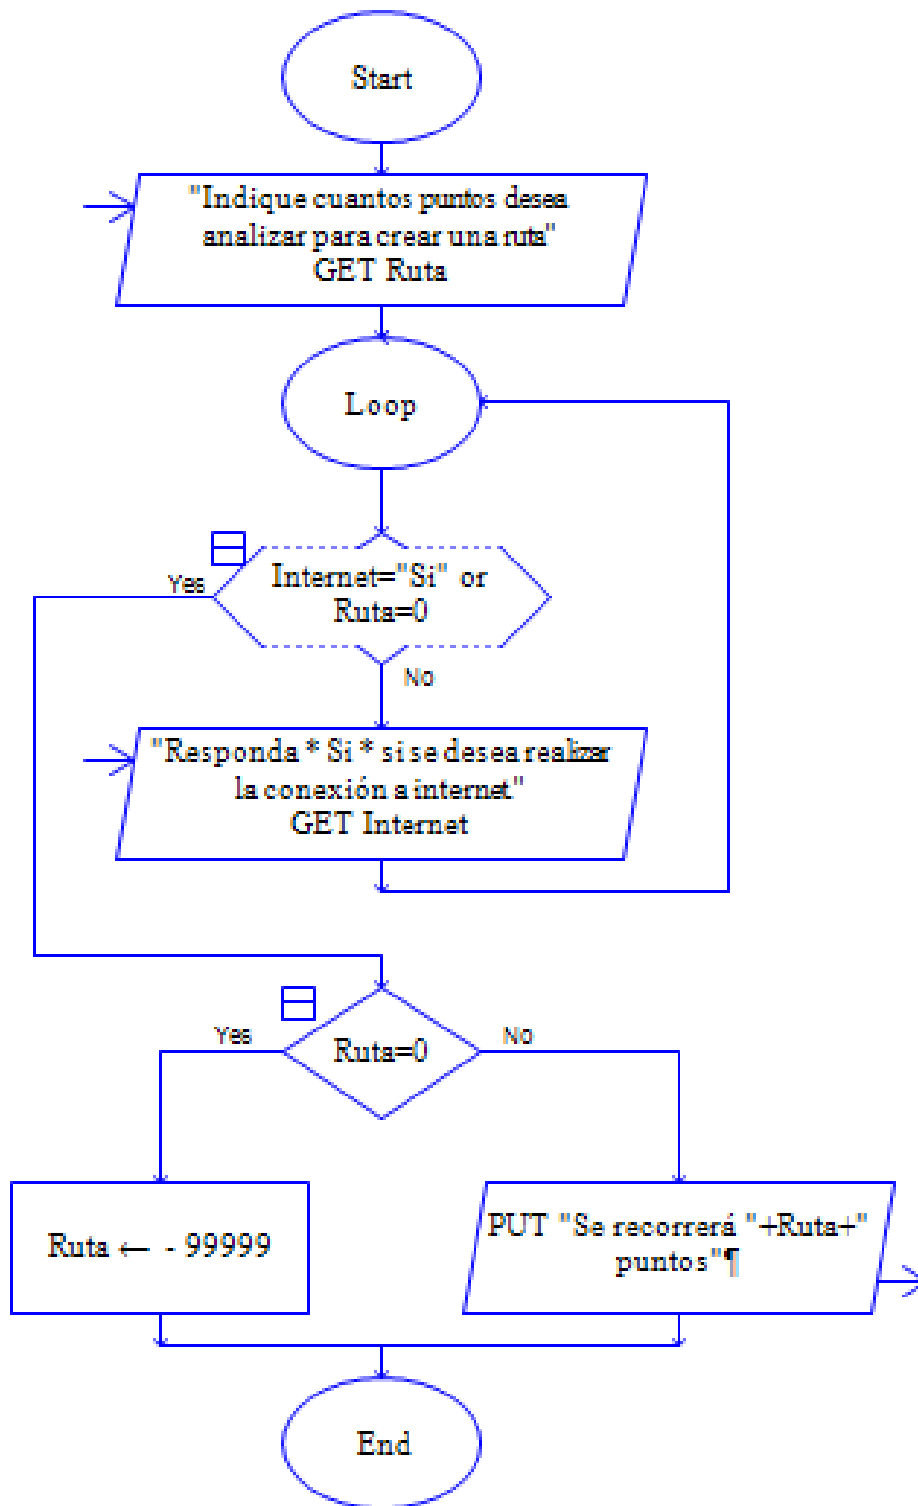 Start
"Indique cuantos puntos desea
analizar para crear una ruta"
GET Ruta
Loop
Internet="Si" or
Ruta=0
Yes
No
"Responda * Si * si se desea realizar
la conexión a internet."
GET Internet
Ruta=0
Yes
No
Ruta ← - 99999
PUT "Se recorrerá "+Ruta+"
puntos"¶
End